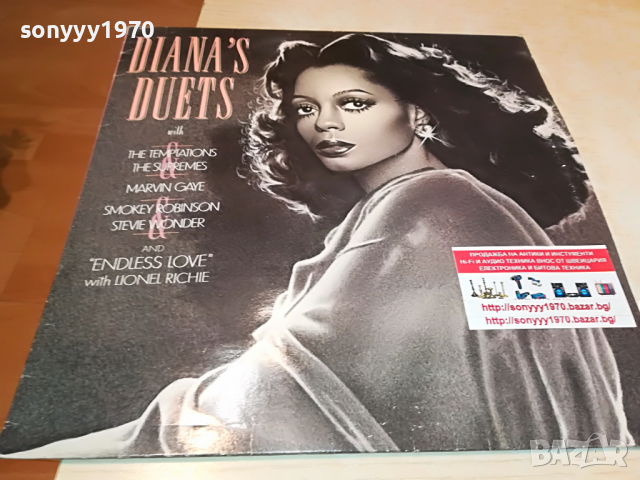 sonyyy1970
sonyyy1970
DIANA'S
DUETS
with
THE TEMPTATIONS
&
THE SUPREMES
MARVIN GAYE
&
SMOKEY ROBINSON
&
STEVIE WONDER
AND
"ENDLESS LOVE"
with LIONEL RICHIE
ПРОДАЖБА НА АНТИКИ И ИНСТУМЕНТИ
Hi-Fi И АУДИО ТЕХНИКА ВНОС ОТ ШВЕЙЦАРИЯ
ЕЛЕКТРОНИКА И БИТОВА ТЕХНИКА
http://sonyyy1970.bazar.bg/
http://sonyyy1970.bazar.bg/
BAZAR